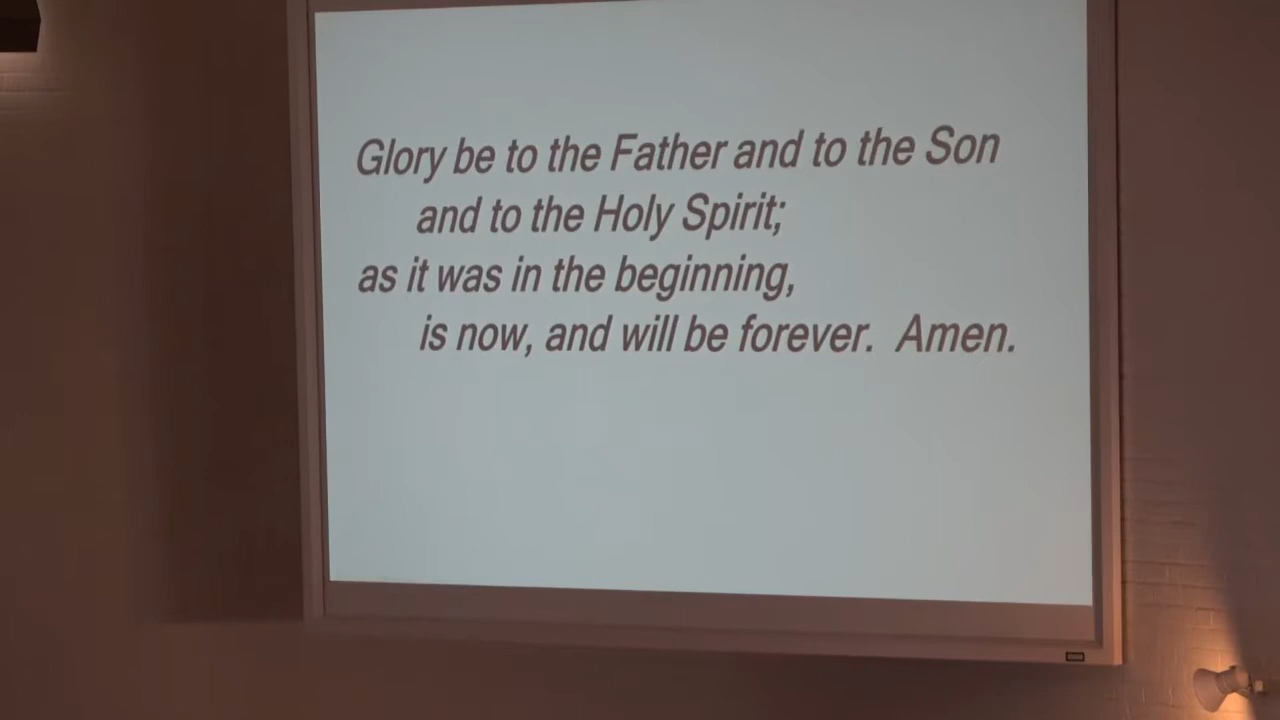 Glory be to the Father and to the Son
and to the Holy Spirit;
as it was in the beginning,
is now, and will be forever. Amen.